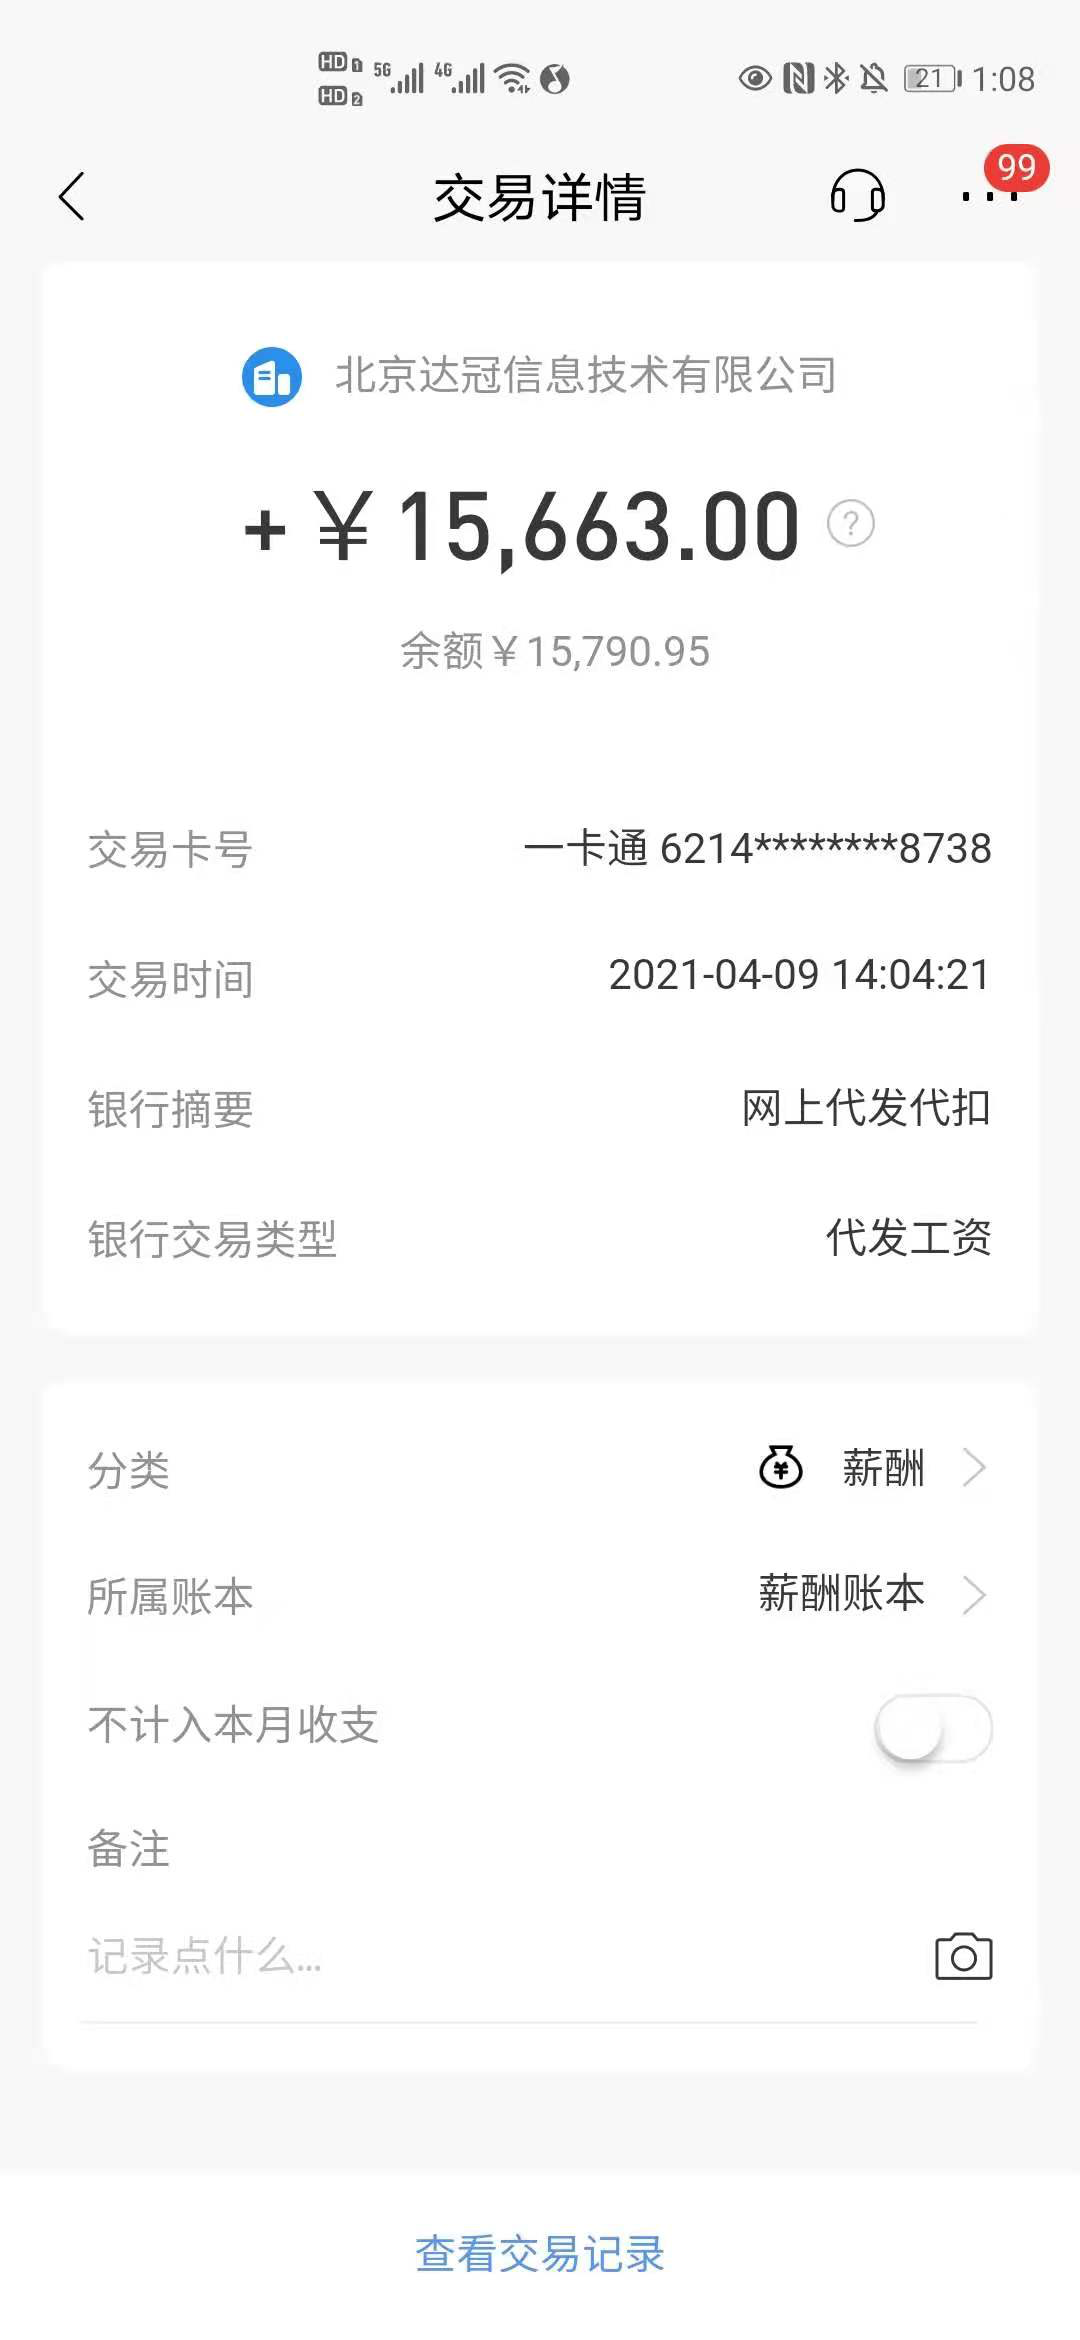 HD 1 5G 4G 21 1:08
HD 2
交易详情 99
北京达冠信息技术有限公司
+ ¥ 15,663.00 ?
余额 ¥ 15,790.95
交易卡号 一卡通 6214********8738
交易时间 2021-04-09 14:04:21
银行摘要 网上代发代扣
银行交易类型 代发工资
分类 ¥ 薪酬
所属账本 薪酬账本
不计入本月收支
备注
记录点什么...
查看交易记录